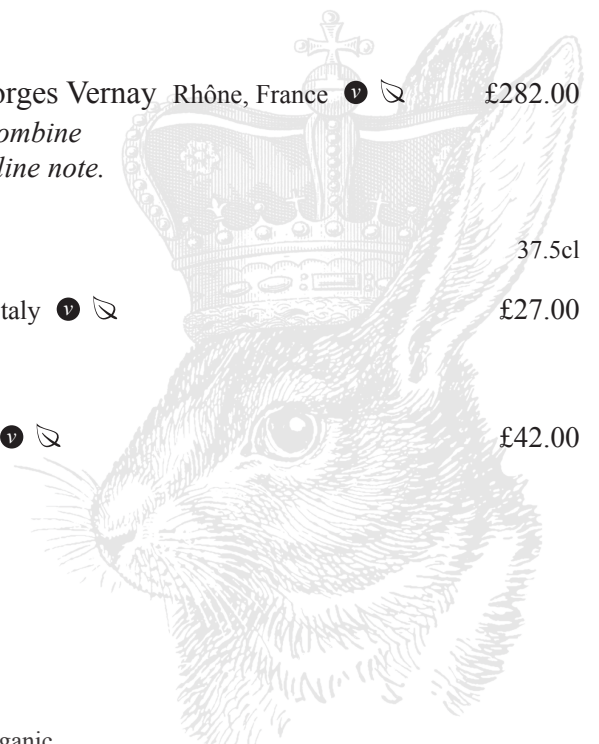 orges Vernay Rhône, France v £282.00
ombine
line note.
37.5cl
taly v £27.00
v £42.00
ganic